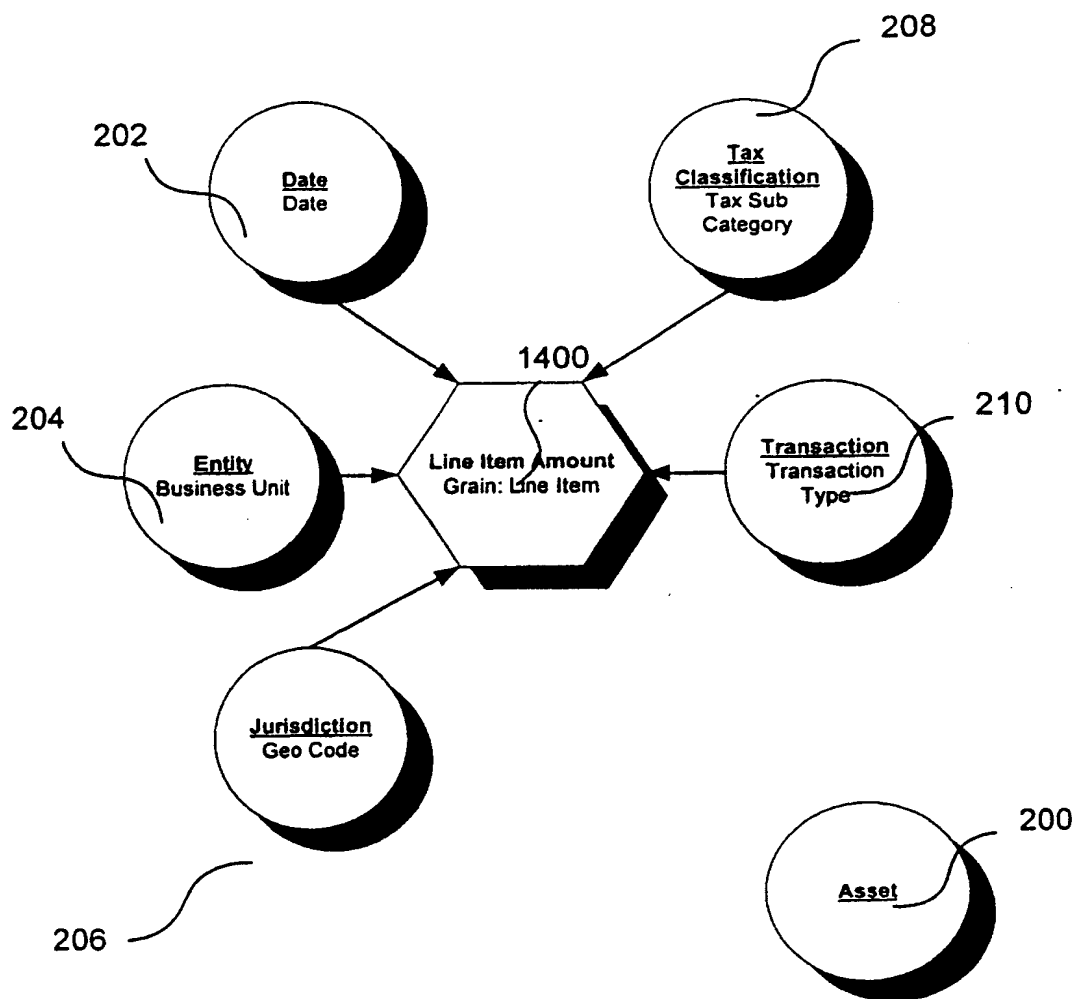 208
202
Date
Date
Tax
Classification
Tax Sub
Category
1400
204
Entity
Business Unit
Line Item Amount
Grain: Line Item
210
Transaction
Transaction
Type
Jurisdiction
Geo Code
206
200
Asset